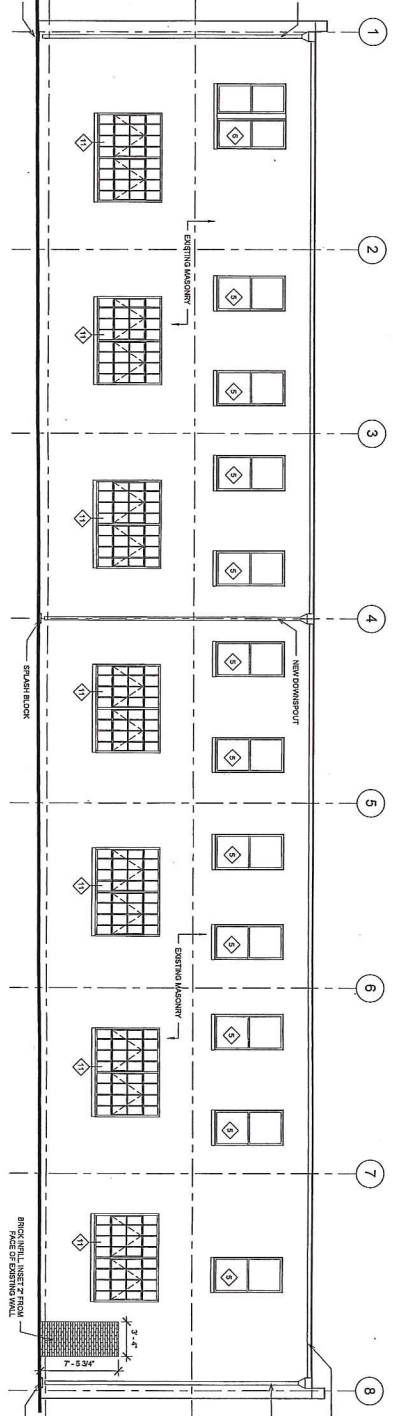 1 2 3 4 5 6 7 8
NEW DOWNSPOUT
6 5 5 5 5 5 5 5 5 5 5 5
EXISTING MASONRY
EXISTING MASONRY
11 11 11 11 11 11 11
3' - 4"
7' - 5 3/4"
SPLASH BLOCK
BRICK INFILL INSET 2" FROM
FACE OF EXISTING WALL